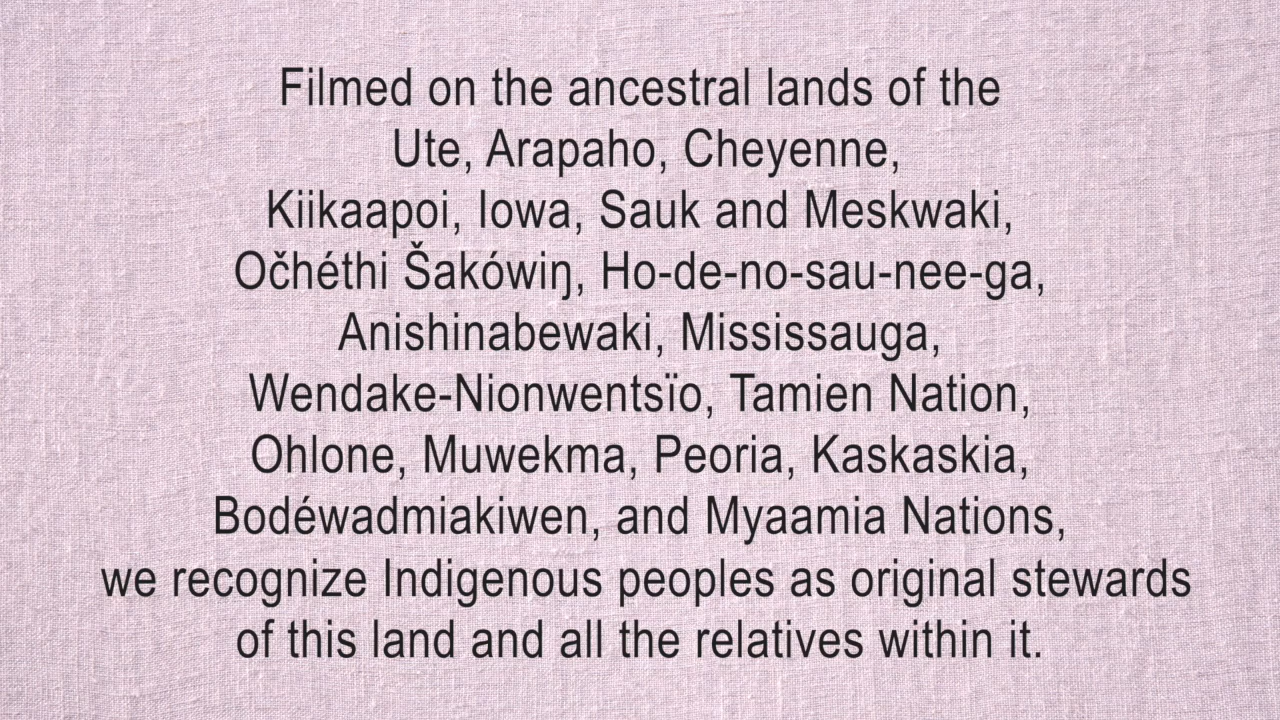 Filmed on the ancestral lands of the
Ute, Arapaho, Cheyenne,
Kiikaapoi, Iowa, Sauk and Meskwaki,
Očhéthi Šakówiŋ, Ho-de-no-sau-nee-ga,
Anishinabewaki, Mississauga,
Wendake-Nionwentsïo, Tamien Nation,
Ohlone, Muwekma, Peoria, Kaskaskia,
Bodéwadmiakiwen, and Myaamia Nations,
we recognize Indigenous peoples as original stewards
of this land and all the relatives within it.